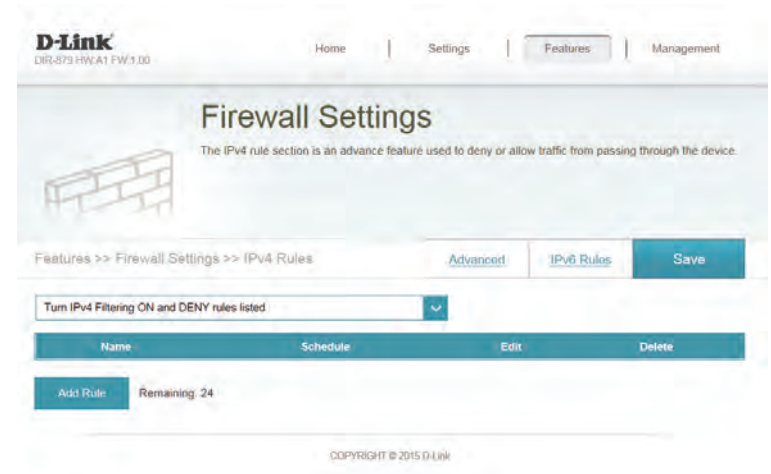 D-Link
DIR-879 HW:A1 FW:1.00
Home | Settings | Features | Management
Firewall Settings
The IPv4 rule section is an advance feature used to deny or allow traffic from passing through the device.
Features >> Firewall Settings >> IPv4 Rules
Advanced
IPv6 Rules
Save
Turn IPv4 Filtering ON and DENY rules listed
Name Schedule Edit Delete
Add Rule Remaining: 24
COPYRIGHT © 2015 D-Link